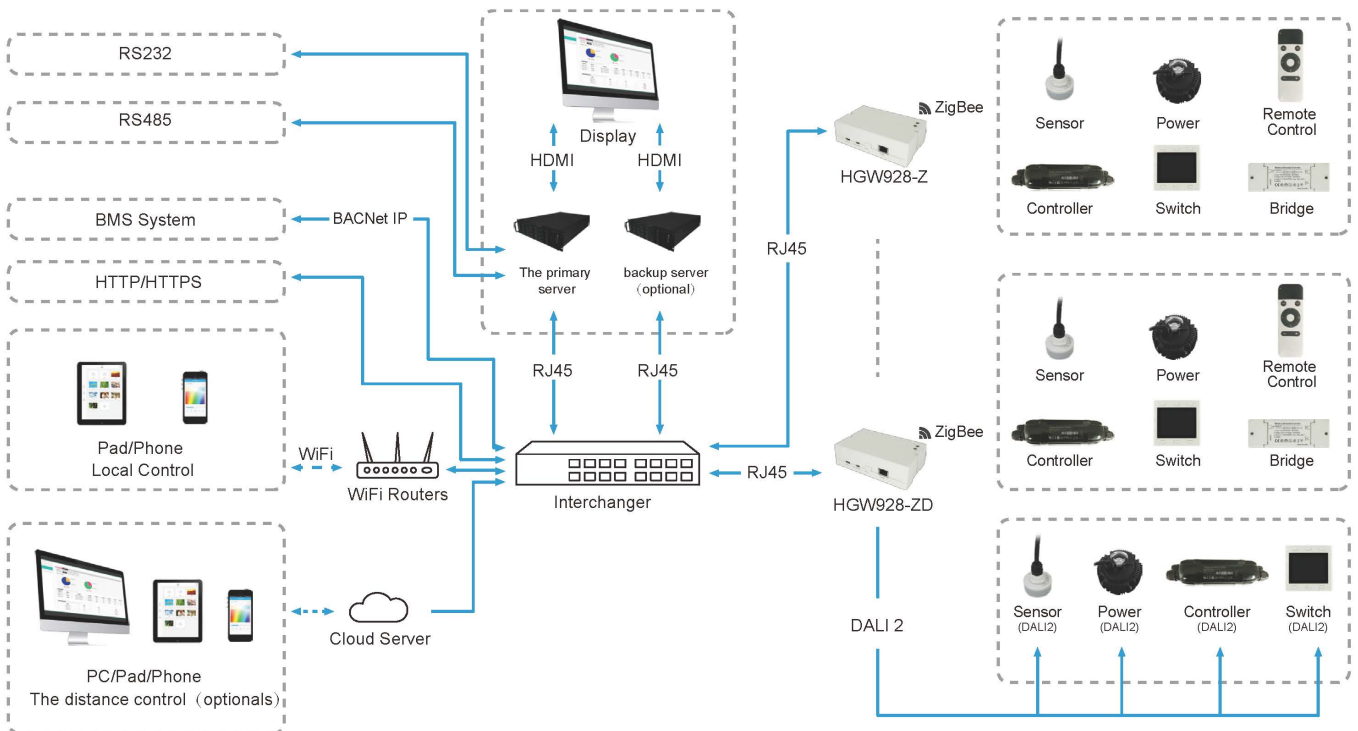 RS232
RS485
BMS System
HTTP/HTTPS
BACNet IP
Pad/Phone
Local Control
WiFi
WiFi Routers
PC/Pad/Phone
The distance control（optionals）
Cloud Server
Display
HDMI
HDMI
The primary
server
backup server
（optional）
RJ45
RJ45
Interchanger
RJ45
RJ45
ZigBee
HGW928-Z
ZigBee
HGW928-ZD
DALI 2
Sensor
Power
Remote
Control
Controller
Switch
Bridge
Sensor
Power
Remote
Control
Controller
Switch
Bridge
Sensor
(DALI2)
Power
(DALI2)
Controller
(DALI2)
Switch
(DALI2)